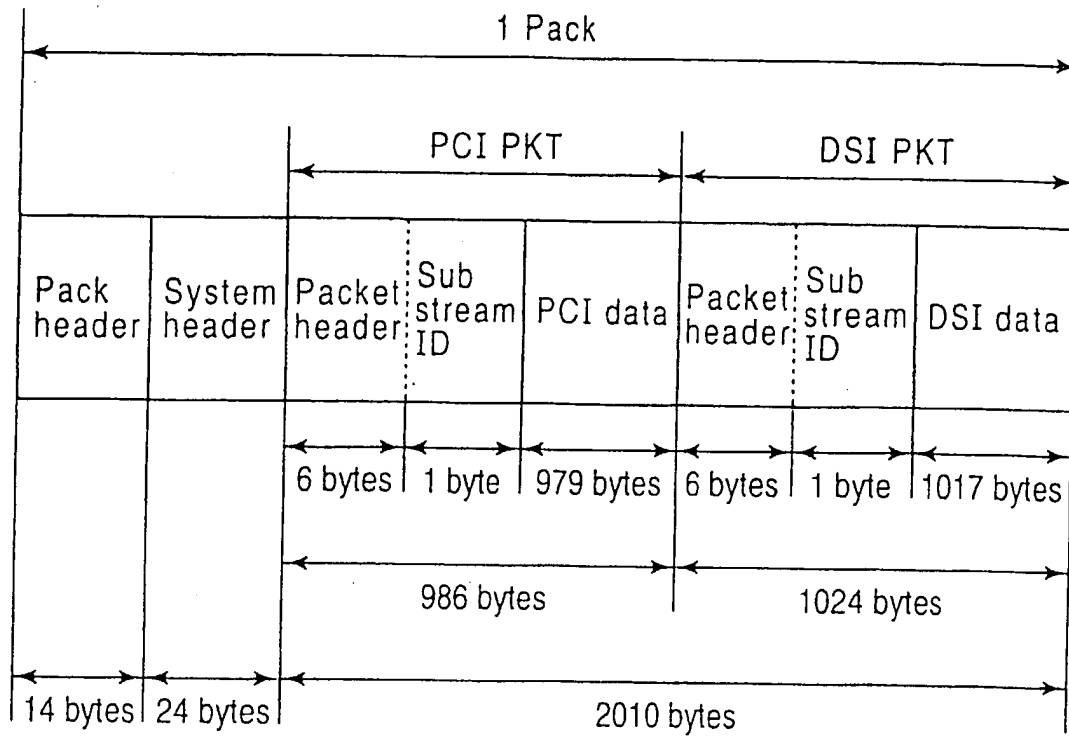 1 Pack
PCI PKT
DSI PKT
Pack
header
System
header
Packet
header
Sub
stream
ID
PCI data
Packet
header
Sub
stream
ID
DSI data
6 bytes
1 byte
979 bytes
6 bytes
1 byte
1017 bytes
986 bytes
1024 bytes
14 bytes
24 bytes
2010 bytes